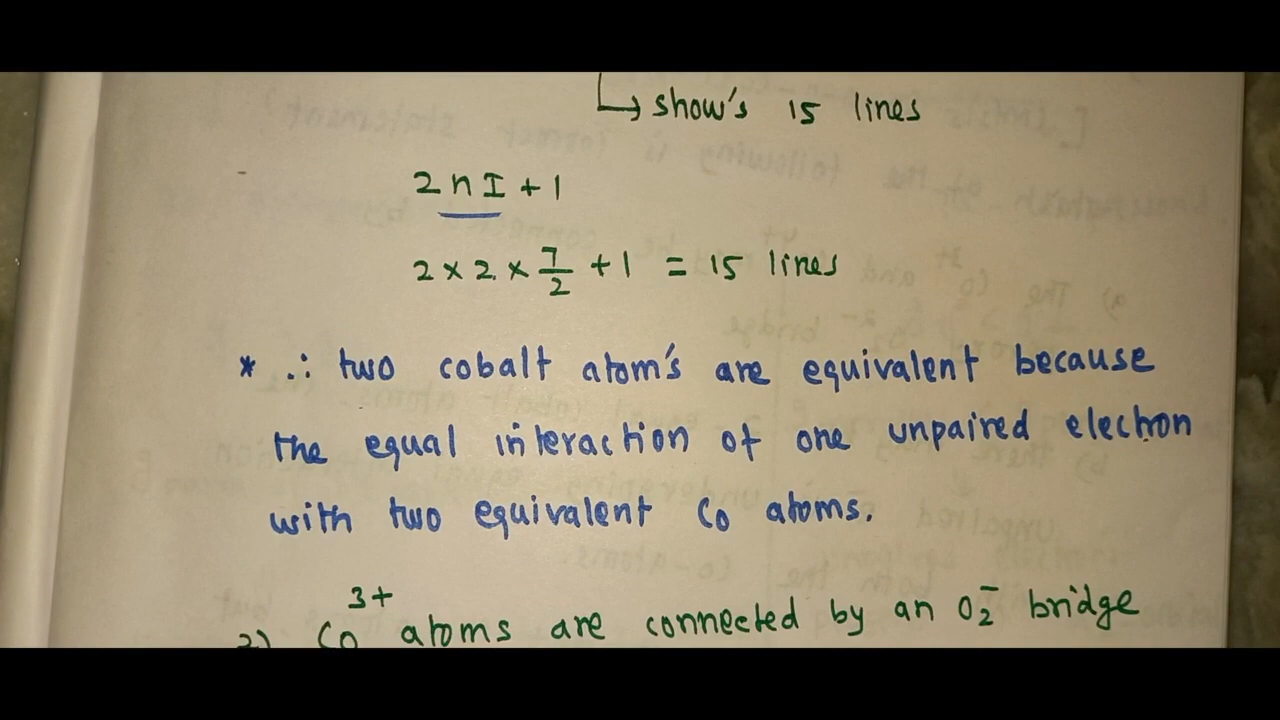 ↳ show's 15 lines
2nI + 1
2 × 2 × 7/2 + 1 = 15 lines
* ∴ two cobalt atom's are equivalent because
the equal interaction of one unpaired electron
with two equivalent Co atoms.
2) Co³⁺ atoms are connected by an O₂⁻ bridge